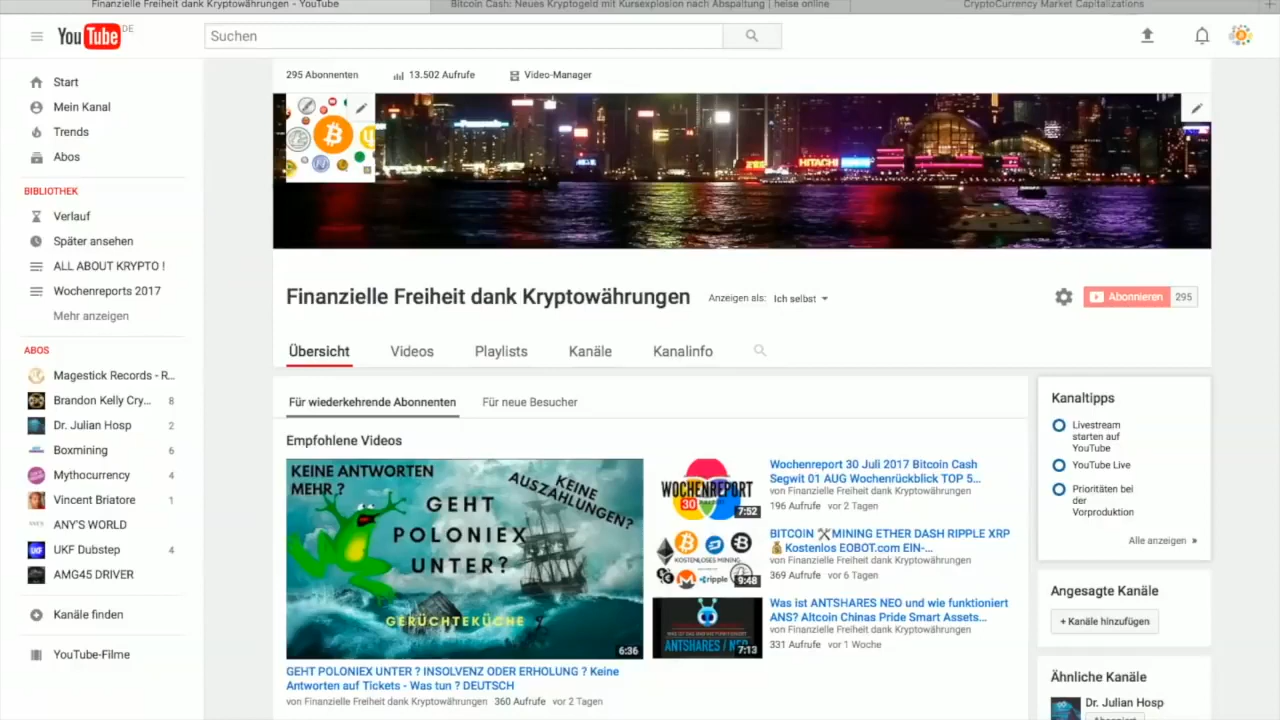 Finanzielle Freiheit dank Kryptowährungen - YouTube
Bitcoin Cash: Neues Kryptogeld mit Kursexplosion nach Abspaltung | heise online
CryptoCurrency Market Capitalizations
YouTube DE
Suchen
295 Abonnenten
13.502 Aufrufe
Video-Manager
Start
Mein Kanal
Trends
Abos
BIBLIOTHEK
Verlauf
Später ansehen
ALL ABOUT KRYPTO !
Wochenreports 2017
Mehr anzeigen
ABOS
Magestick Records - R...
Brandon Kelly Cry... 8
Dr. Julian Hosp 2
Boxmining 6
Mythocurrency 4
Vincent Briatore 1
ANY'S WORLD
UKF Dubstep 4
AMG45 DRIVER
Kanäle finden
YouTube-Filme
HITACHI
Finanzielle Freiheit dank Kryptowährungen
Anzeigen als: Ich selbst
Abonnieren 295
Übersicht
Videos
Playlists
Kanäle
Kanalinfo
Für wiederkehrende Abonnenten
Für neue Besucher
Empfohlene Videos
KEINE ANTWORTEN
MEHR ?
KEINE
AUSZAHLUNGEN?
GEHT
POLONIEX
UNTER?
GERÜCHTEKÜCHE
6:36
GEHT POLONIEX UNTER ? INSOLVENZ ODER ERHOLUNG ? Keine
Antworten auf Tickets - Was tun ? DEUTSCH
von Finanzielle Freiheit dank Kryptowährungen 360 Aufrufe vor 2 Tagen
WOCHENREPORT
30
7:52
Wochenreport 30 Juli 2017 Bitcoin Cash
Segwit 01 AUG Wochenrückblick TOP 5...
von Finanzielle Freiheit dank Kryptowährungen
196 Aufrufe vor 2 Tagen
KOSTENLOSES MINING
ripple
9:48
BITCOIN ⚒MINING ETHER DASH RIPPLE XRP
💰Kostenlos EOBOT.com EIN-...
von Finanzielle Freiheit dank Kryptowährungen
369 Aufrufe vor 6 Tagen
ANTSHARES / NEO
7:13
Was ist ANTSHARES NEO und wie funktioniert
ANS? Altcoin Chinas Pride Smart Assets...
von Finanzielle Freiheit dank Kryptowährungen
331 Aufrufe vor 1 Woche
Kanaltipps
Livestream
starten auf
YouTube
YouTube Live
Prioritäten bei
der
Vorproduktion
Alle anzeigen »
Angesagte Kanäle
+ Kanäle hinzufügen
Ähnliche Kanäle
Dr. Julian Hosp
Abonniert